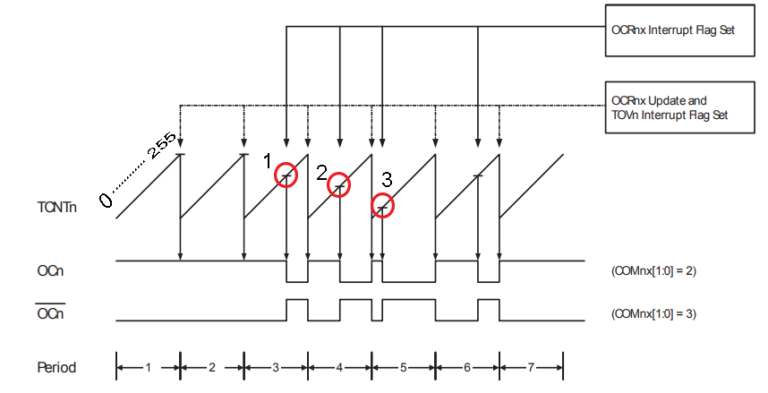 OCRnx Interrupt Flag Set
OCRnx Update and
TOVn Interrupt Flag Set
0 ........... 255
1
2
3
TCNTn
OCn
(COMnx[1:0] = 2)
OCn
(COMnx[1:0] = 3)
Period
1 2 3 4 5 6 7